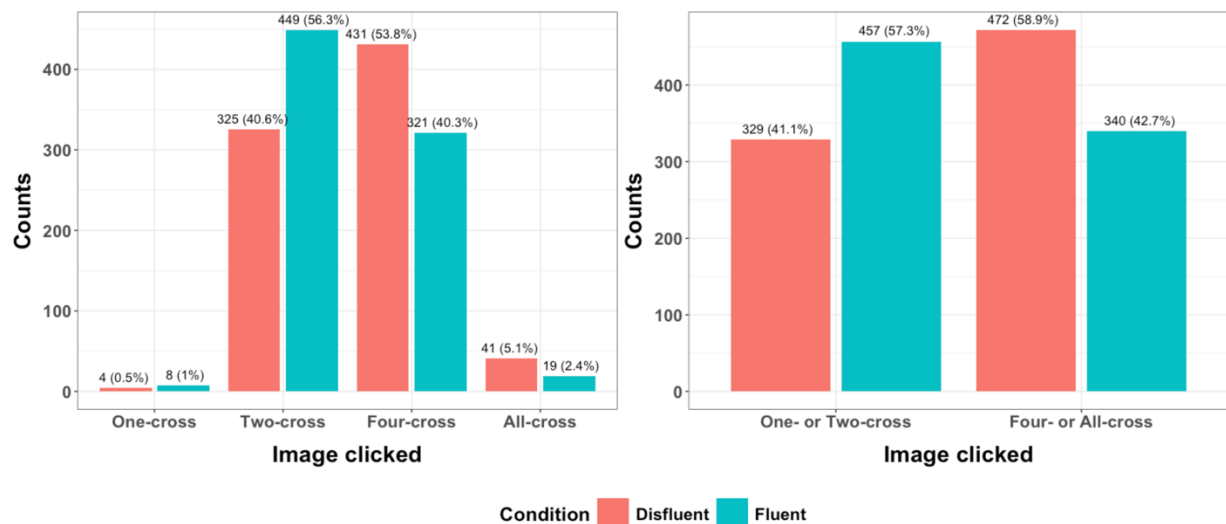 449 (56.3%)
431 (53.8%)
325 (40.6%)
321 (40.3%)
41 (5.1%)
19 (2.4%)
4 (0.5%)
8 (1%)
400
300
200
100
0
Counts
One-cross
Two-cross
Four-cross
All-cross
Image clicked
472 (58.9%)
457 (57.3%)
329 (41.1%)
340 (42.7%)
400
300
200
100
0
Counts
One- or Two-cross
Four- or All-cross
Image clicked
Condition Disfluent Fluent